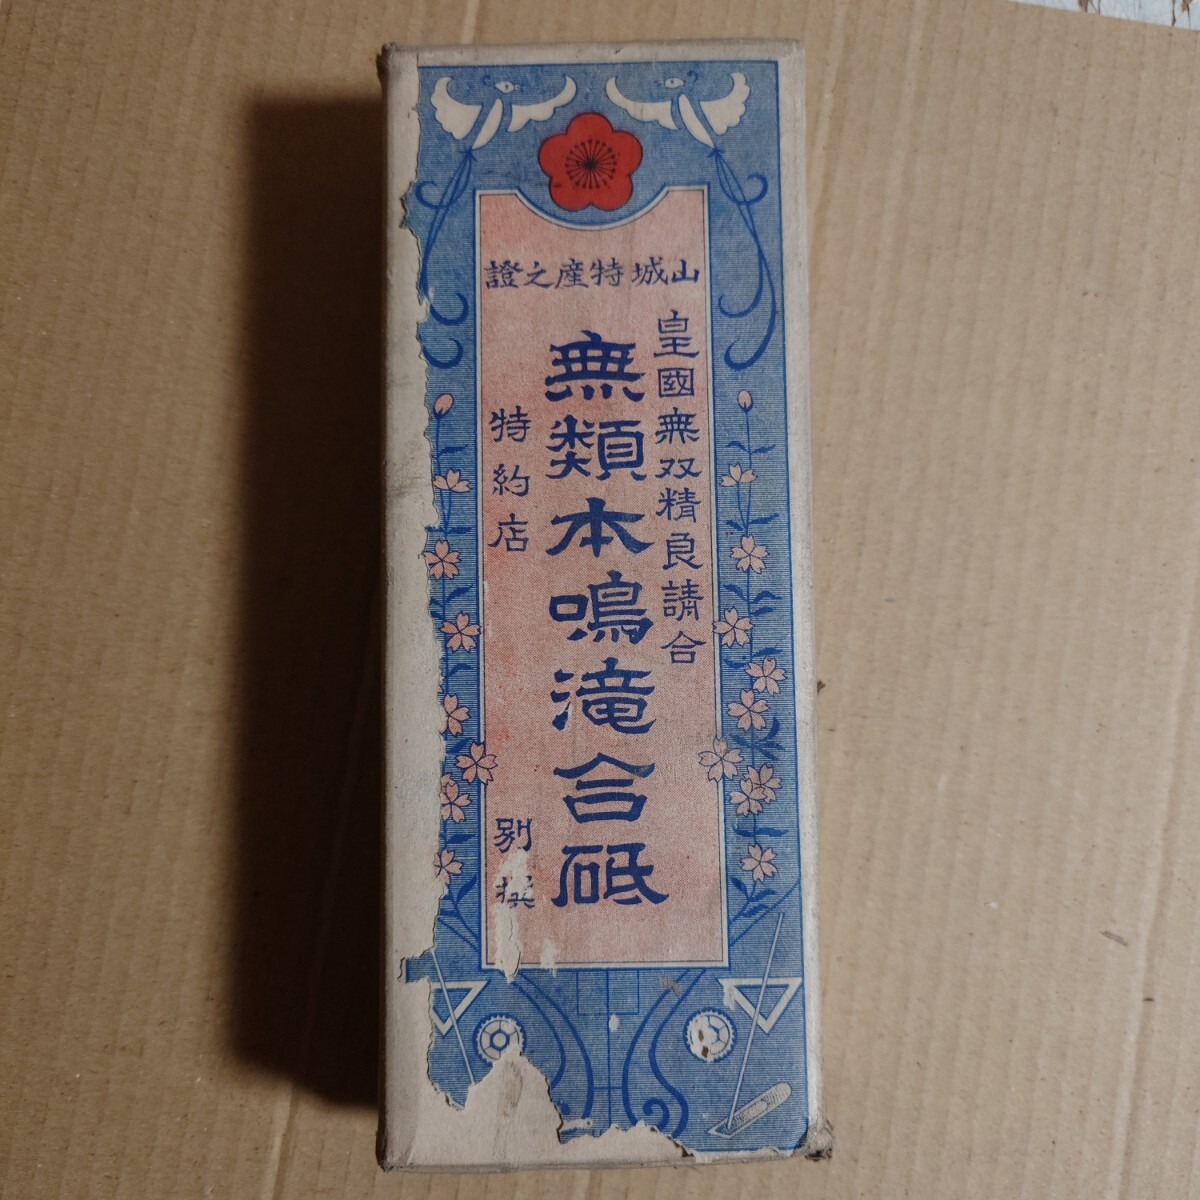 山城特産之證
皇國無双精良請合
無類本鳴滝合砥
特約店
別撰